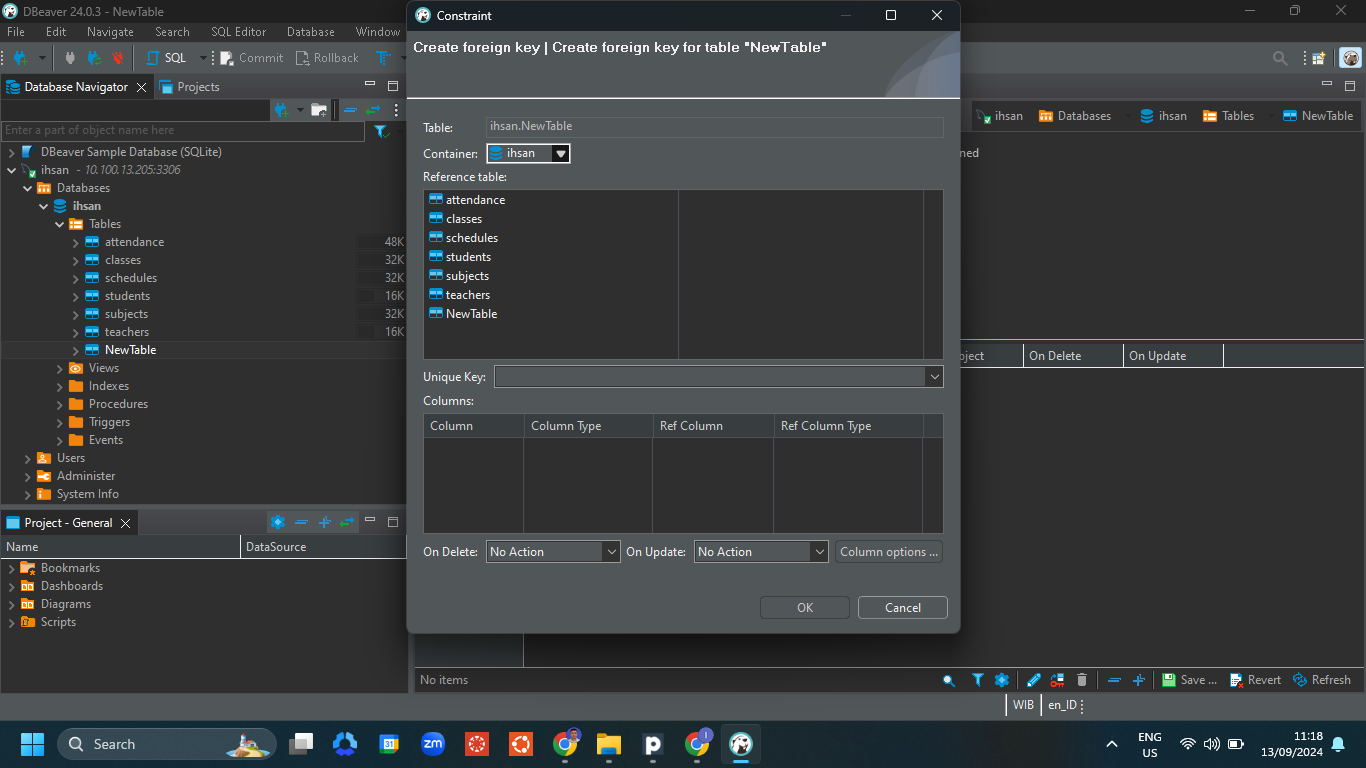 DBeaver 24.0.3 - NewTable
File Edit Navigate Search SQL Editor Database Window
SQL Commit Rollback
Database Navigator Projects
Enter a part of object name here
DBeaver Sample Database (SQLite)
ihsan - 10.100.13.205:3306
Databases
ihsan
Tables
attendance 48K
classes 32K
schedules 32K
students 16K
subjects 32K
teachers 16K
NewTable
Views
Indexes
Procedures
Triggers
Events
Users
Administer
System Info
Project - General
Name DataSource
Bookmarks
Dashboards
Diagrams
Scripts
Constraint
Create foreign key | Create foreign key for table "NewTable"
Table: ihsan.NewTable
Container: ihsan
Reference table:
attendance
classes
schedules
students
subjects
teachers
NewTable
Unique Key:
Columns:
Column Column Type Ref Column Ref Column Type
On Delete: No Action On Update: No Action Column options ...
OK Cancel
ihsan Databases ihsan Tables NewTable
ned
ject On Delete On Update
No items Save ... Revert Refresh
WIB en_ID
Search 31 zm P I ENG
US 11:18
13/09/2024